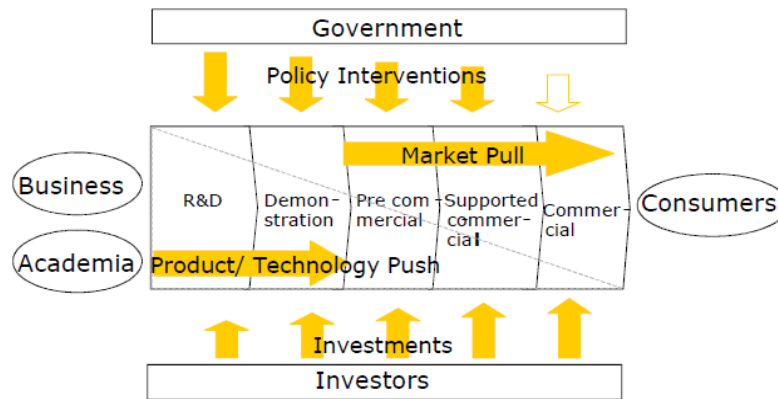 Government
Policy Interventions
Market Pull
Business
R&D
Demon-
stration
Pre com-
mercial
Supported
commer-
cial
Commer-
cial
Consumers
Academia
Product/ Technology Push
Investments
Investors